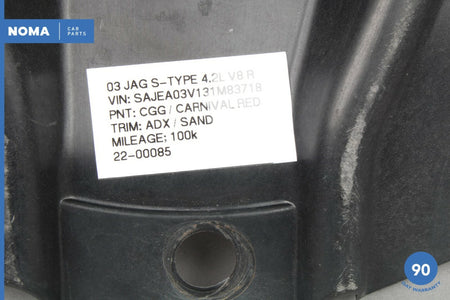 NOMA CAR PARTS
03 JAG S-TYPE 4.2L V8 R
VIN: SAJEA03V131M83718
PNT: CGG / CARNIVAL RED
TRIM: ADX / SAND
MILEAGE; 100k
22-00085
90
DAY WARRANTY